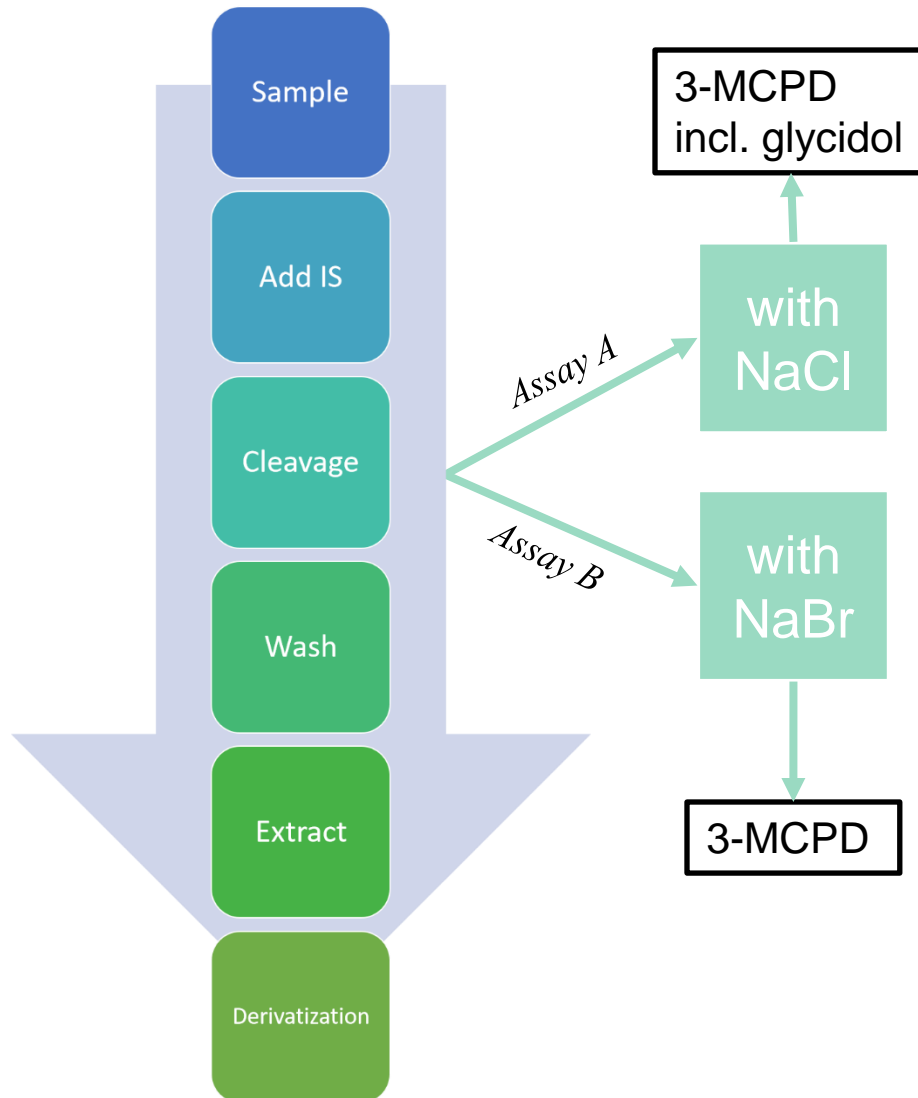 Sample
Add IS
Cleavage
Wash
Extract
Derivatization
Assay A
Assay B
3-MCPD
incl. glycidol
with
NaCl
with
NaBr
3-MCPD